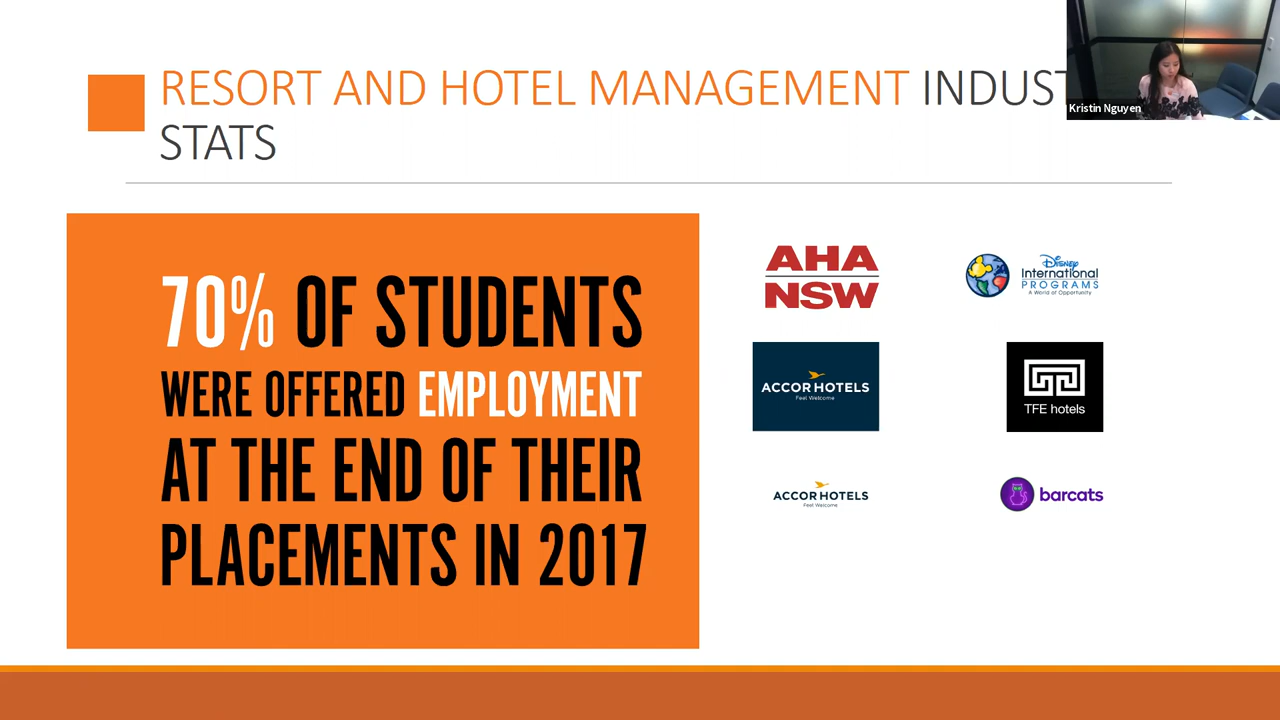 RESORT AND HOTEL MANAGEMENT INDUST
STATS
Kristin Nguyen
70% OF STUDENTS
WERE OFFERED EMPLOYMENT
AT THE END OF THEIR
PLACEMENTS IN 2017
AHA
NSW
Disney
International
PROGRAMS
A World of Opportunity
ACCOR HOTELS
Feel Welcome
TFE hotels
ACCOR HOTELS
Feel Welcome
barcats